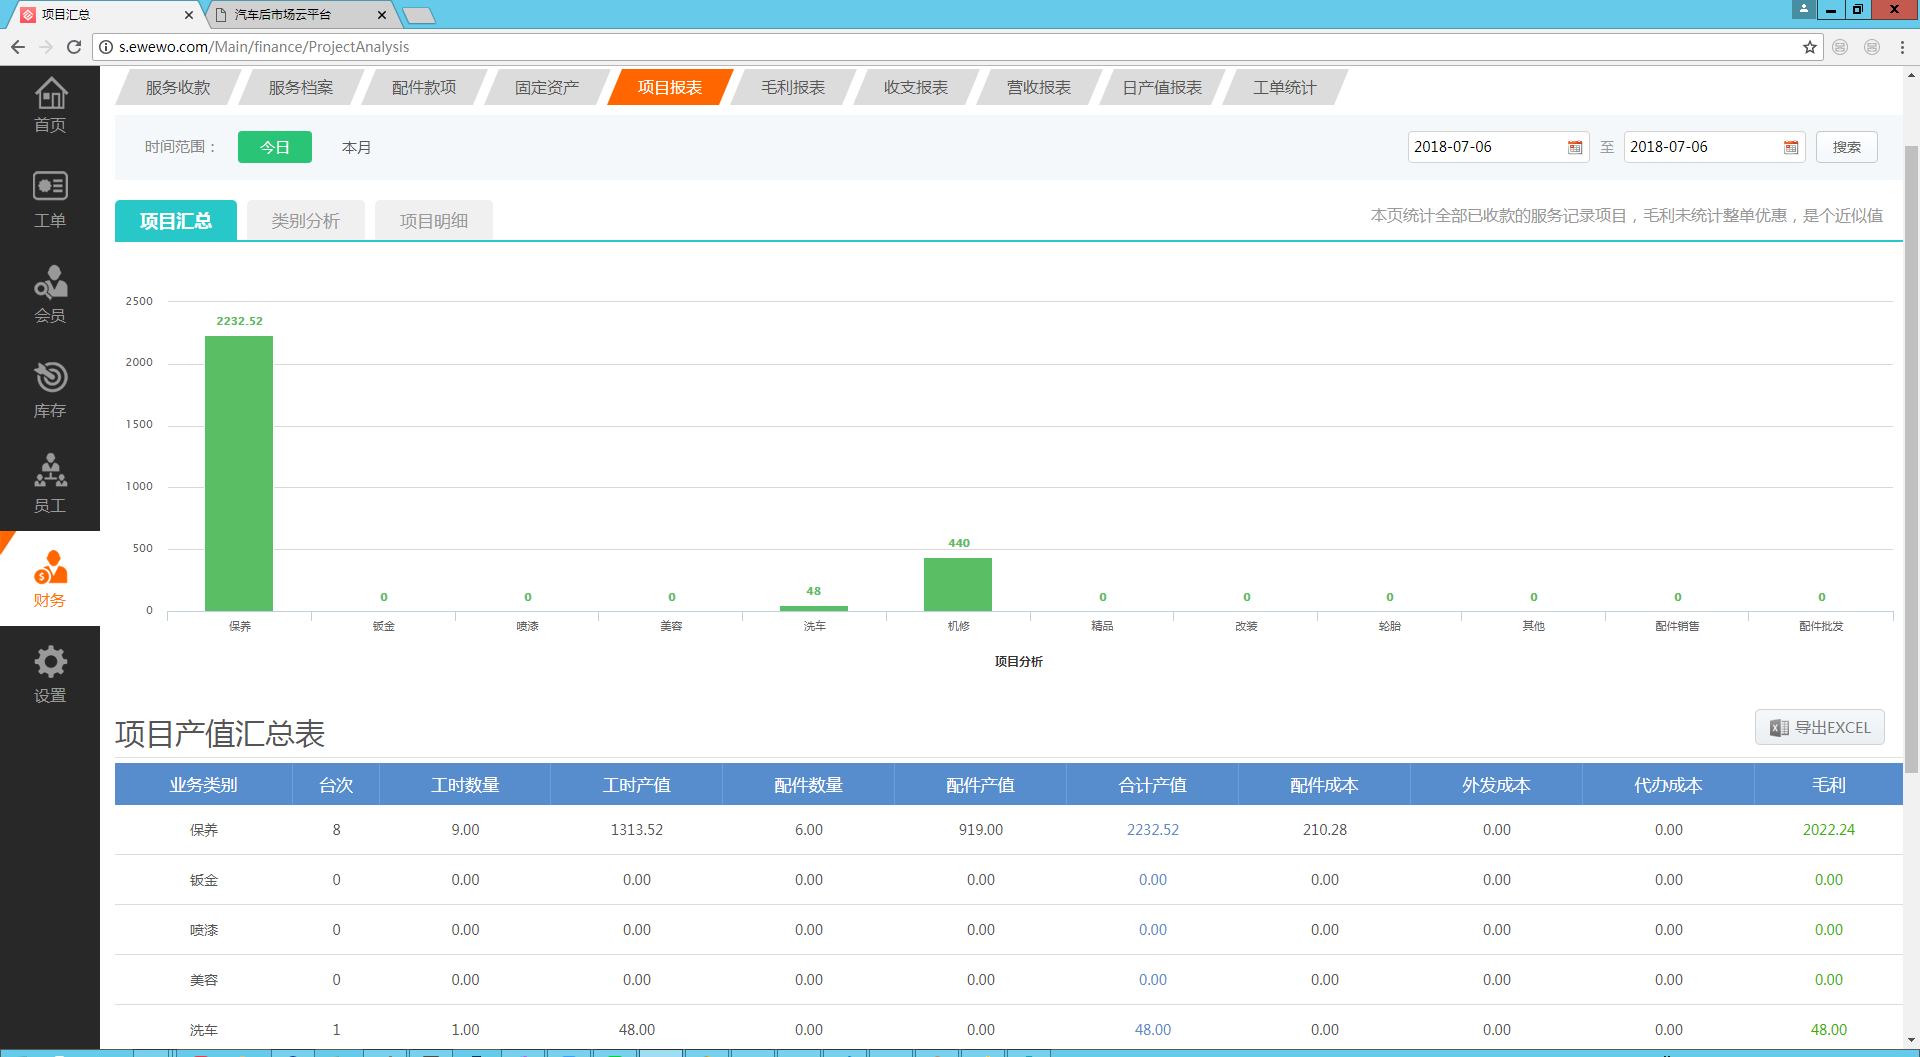 项目汇总
汽车后市场云平台
s.ewewo.com/Main/finance/ProjectAnalysis
服务收款 服务档案 配件款项 固定资产 项目报表 毛利报表 收支报表 营收报表 日产值报表 工单统计
首页
工单
会员
库存
员工
财务
设置
时间范围： 今日 本月 2018-07-06 至 2018-07-06 搜索
项目汇总 类别分析 项目明细 本页统计全部已收款的服务记录项目，毛利未统计整单优惠，是个近似值
2500
2000
1500
1000
500
0
2232.52 0 0 0 48 440 0 0 0 0 0 0
保养 钣金 喷漆 美容 洗车 机修 精品 改装 轮胎 其他 配件销售 配件批发
项目分析
项目产值汇总表 导出EXCEL
业务类别 台次 工时数量 工时产值 配件数量 配件产值 合计产值 配件成本 外发成本 代办成本 毛利
保养 8 9.00 1313.52 6.00 919.00 2232.52 210.28 0.00 0.00 2022.24
钣金 0 0.00 0.00 0.00 0.00 0.00 0.00 0.00 0.00 0.00
喷漆 0 0.00 0.00 0.00 0.00 0.00 0.00 0.00 0.00 0.00
美容 0 0.00 0.00 0.00 0.00 0.00 0.00 0.00 0.00 0.00
洗车 1 1.00 48.00 0.00 0.00 48.00 0.00 0.00 0.00 48.00